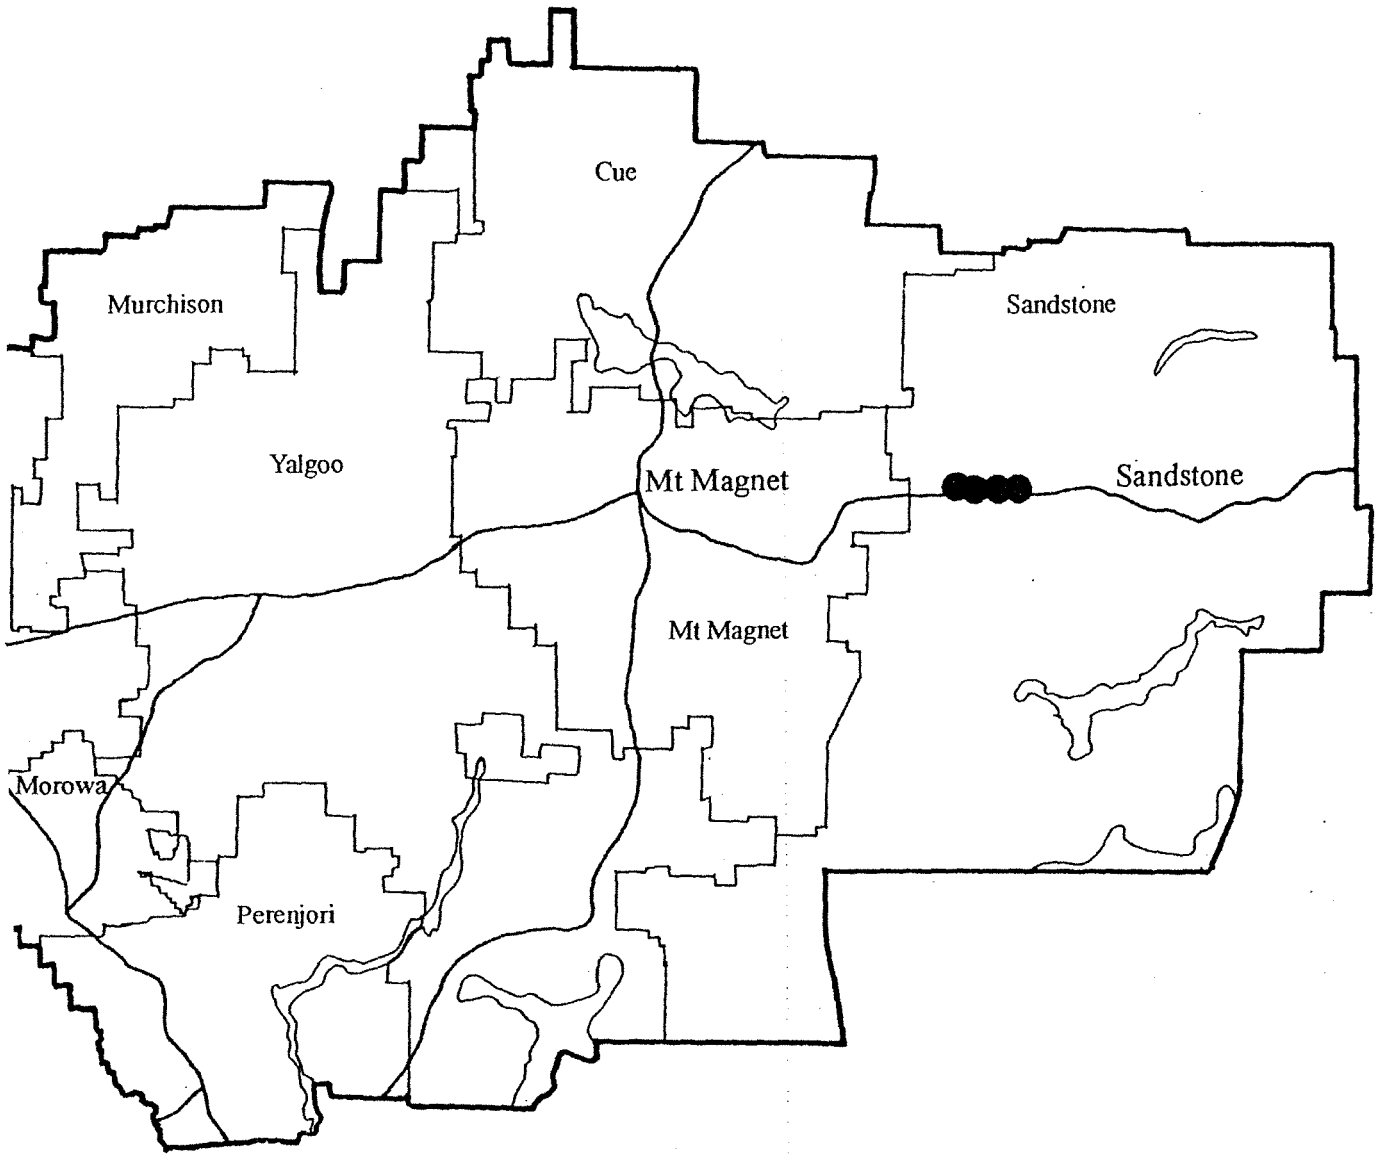 Cue
Murchison
Sandstone
Yalgoo
Mt Magnet
Sandstone
Mt Magnet
Morowa
Perenjori